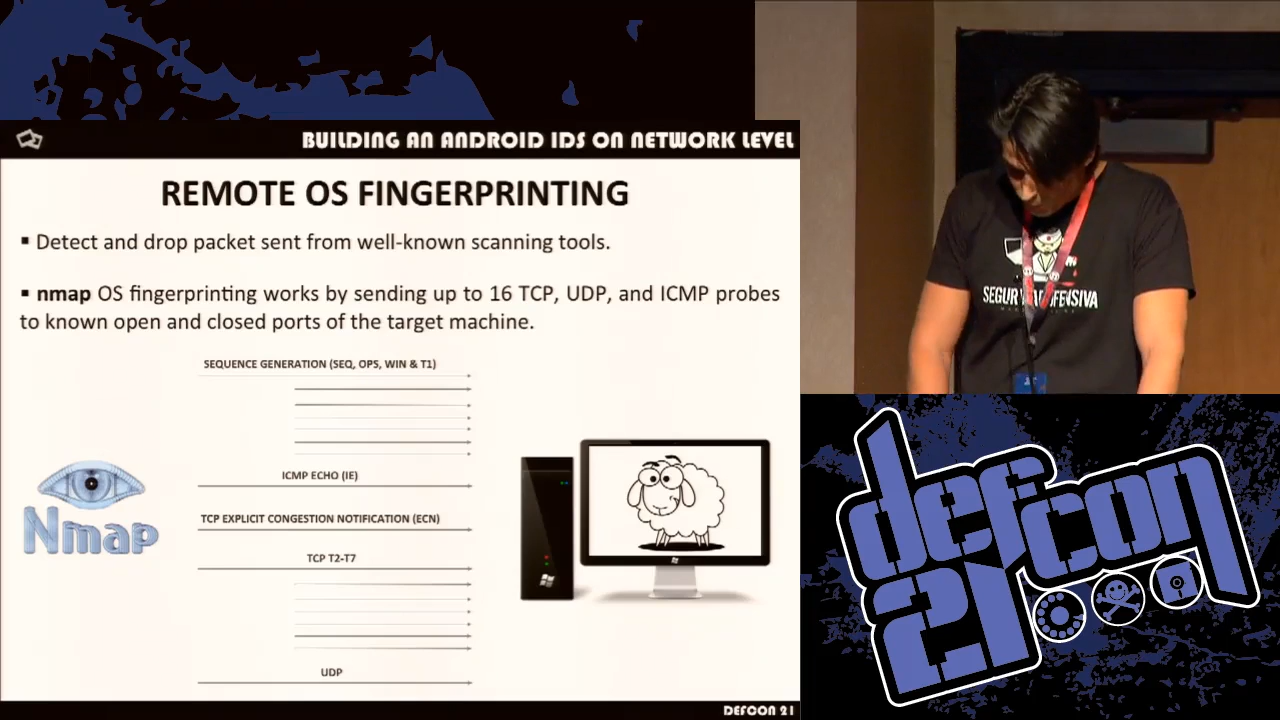 BUILDING AN ANDROID IDS ON NETWORK LEVEL
REMOTE OS FINGERPRINTING
▪ Detect and drop packet sent from well-known scanning tools.
▪ nmap OS fingerprinting works by sending up to 16 TCP, UDP, and ICMP probes
to known open and closed ports of the target machine.
SEQUENCE GENERATION (SEQ, OPS, WIN & T1)
ICMP ECHO (IE)
TCP EXPLICIT CONGESTION NOTIFICATION (ECN)
TCP T2-T7
UDP
Nmap
DEFCON 21
defcon
21